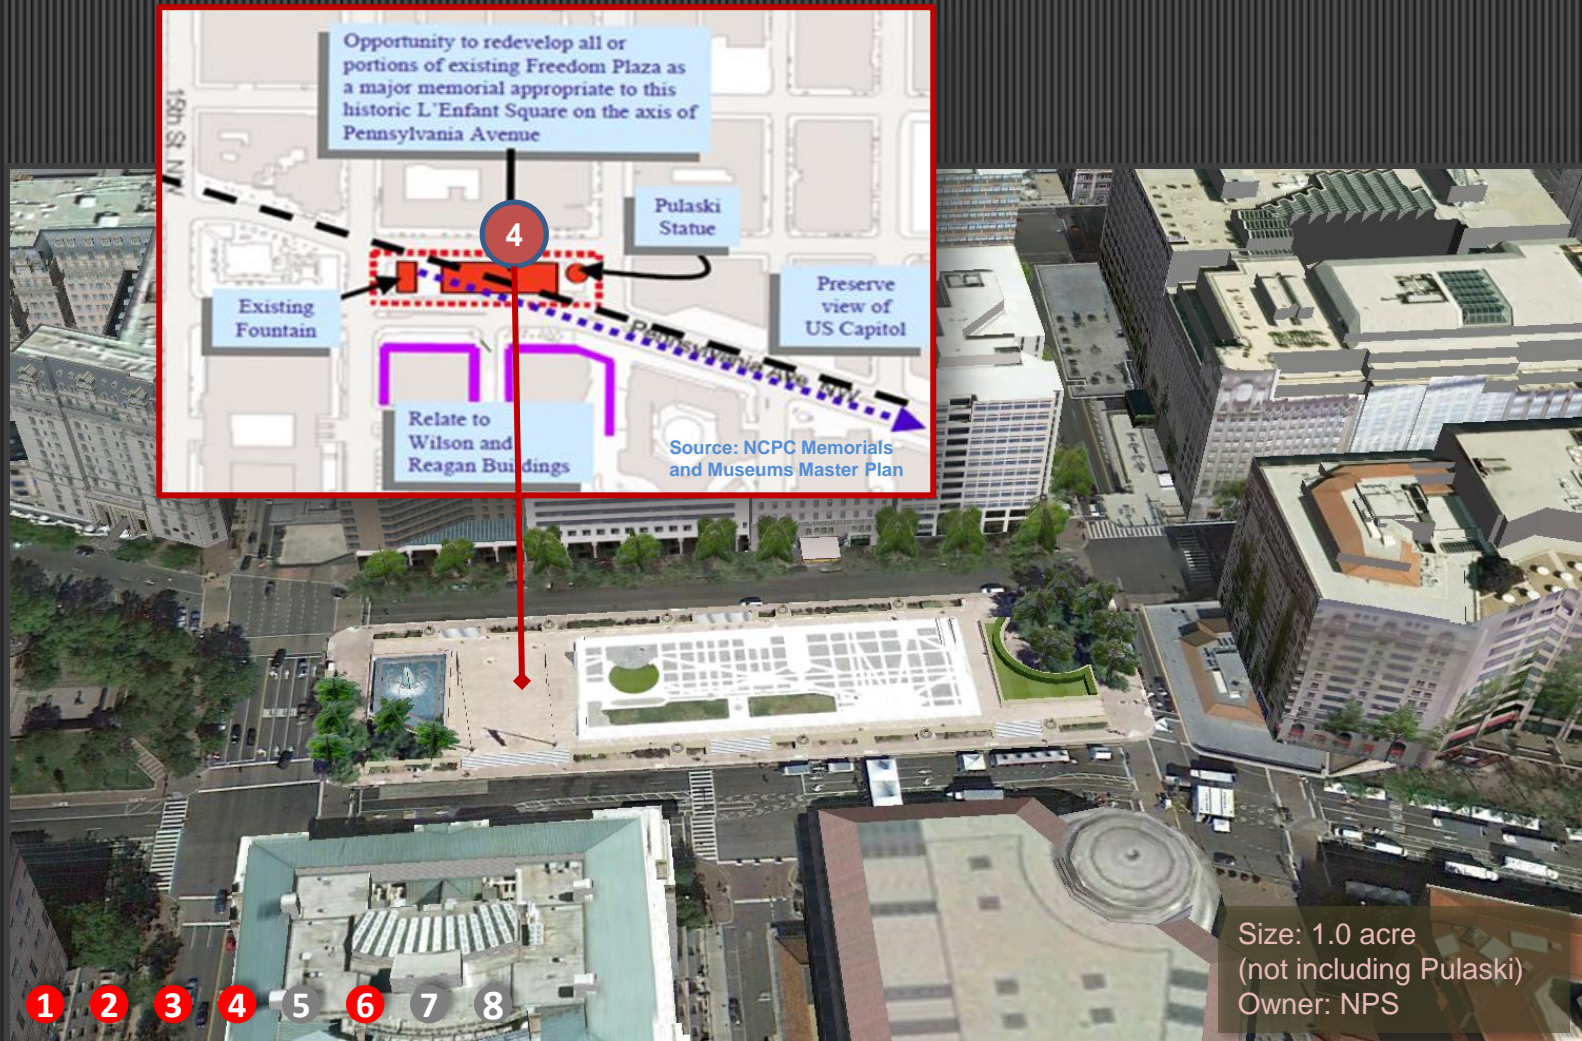 Opportunity to redevelop all or
portions of existing Freedom Plaza as
a major memorial appropriate to this
historic L'Enfant Square on the axis of
Pennsylvania Avenue
15th St. NW
4
Pulaski
Statue
Existing
Fountain
Preserve
view of
US Capitol
Pennsylvania Ave. NW
Relate to
Wilson and
Reagan Buildings
Source: NCPC Memorials
and Museums Master Plan
Size: 1.0 acre
(not including Pulaski)
Owner: NPS
1 2 3 4 5 6 7 8